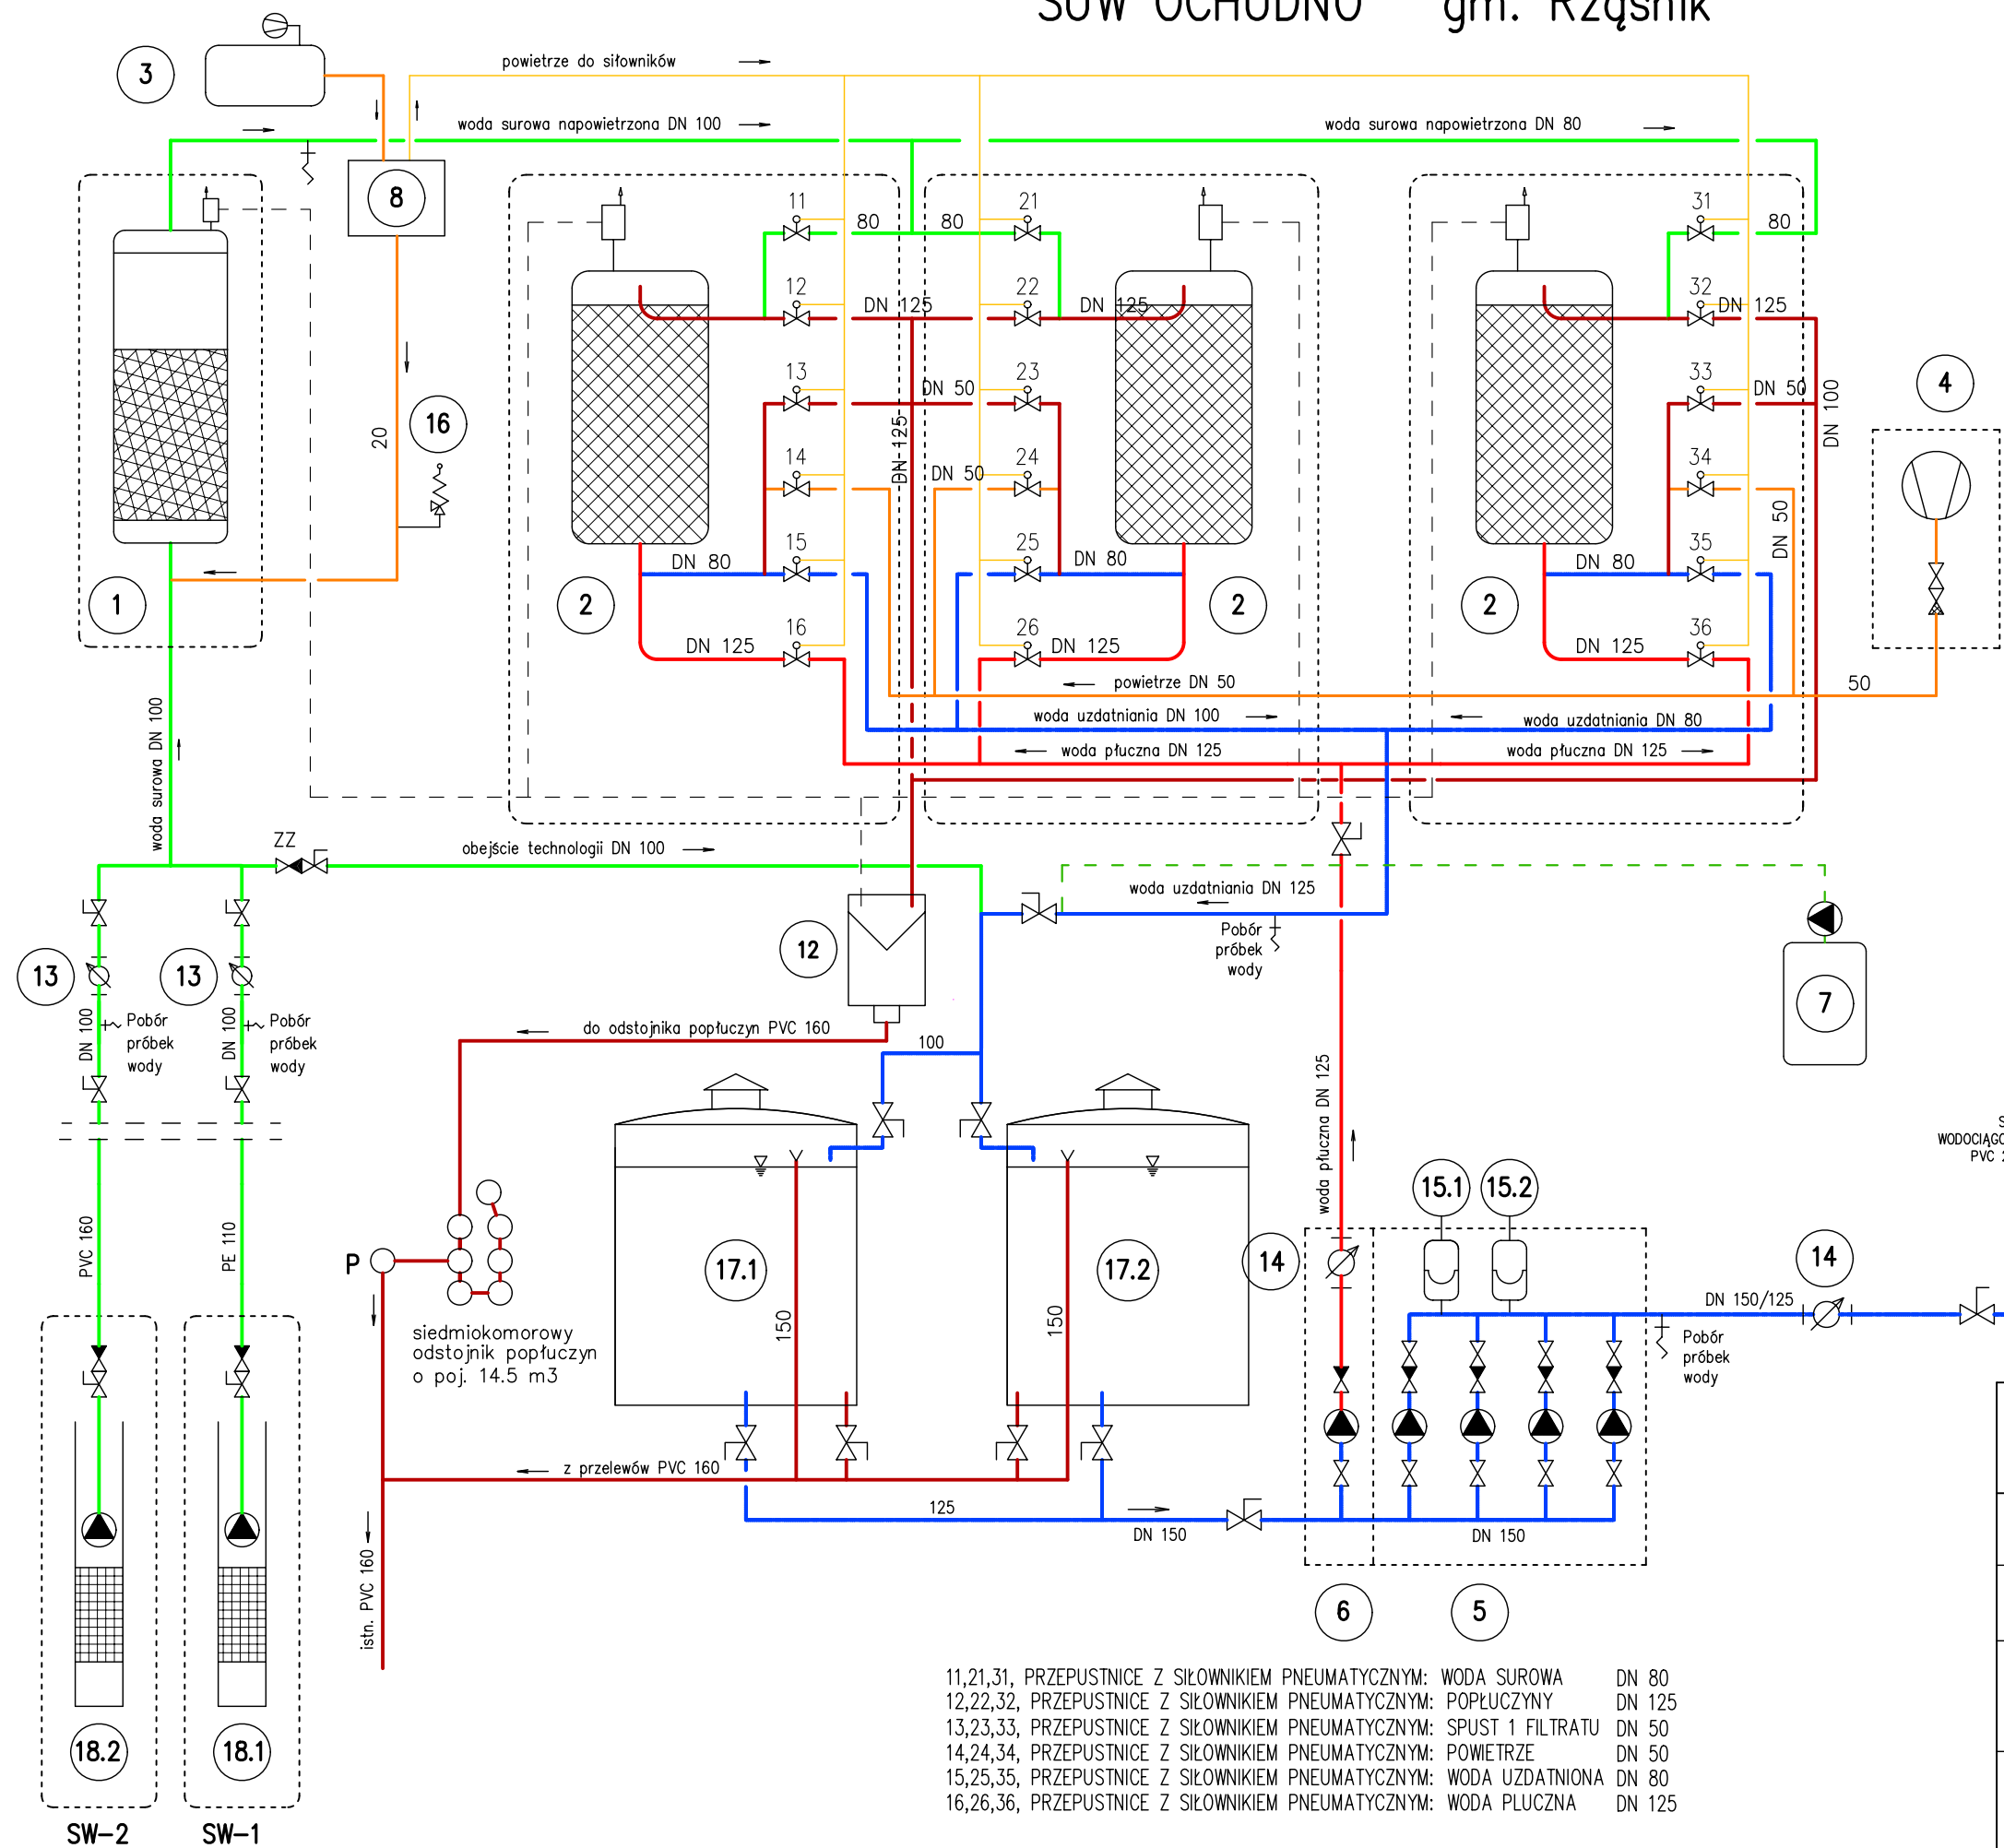 SUW OCHUDNO gm. Rząśnik
3
powietrze do siłowników
woda surowa napowietrzona DN 100
woda surowa napowietrzona DN 80
8
11
80
80
21
31
80
12
DN 125
22
DN 125
32
DN 125
13
DN 50
23
33
DN 50
4
16
20
DN 125
DN 100
14
DN 50
24
34
DN 50
15
DN 80
25
DN 80
35
DN 80
1
2
2
2
16
DN 125
26
DN 125
36
DN 125
powietrze DN 50
50
woda uzdatniania DN 100
woda uzdatniania DN 80
woda płuczna DN 125
woda płuczna DN 125
woda surowa DN 100
ZZ
obejście technologii DN 100
woda uzdatniania DN 125
Pobór
próbek
wody
12
13
13
7
DN 100
Pobór
próbek
wody
DN 100
Pobór
próbek
wody
do odstojnika popłuczyn PVC 160
100
woda płuczna DN 125
WODOCIĄGO
PVC 2
15.1
15.2
PVC 160
PE 110
P
17.1
17.2
14
14
150
150
DN 150/125
Pobór
próbek
wody
siedmiokomorowy
odstojnik popłuczyn
o poj. 14.5 m3
z przelewów PVC 160
125
DN 150
DN 150
istn. PVC 160
6
5
11,21,31, PRZEPUSTNICE Z SIŁOWNIKIEM PNEUMATYCZNYM: WODA SUROWA DN 80
12,22,32, PRZEPUSTNICE Z SIŁOWNIKIEM PNEUMATYCZNYM: POPŁUCZYNY DN 125
13,23,33, PRZEPUSTNICE Z SIŁOWNIKIEM PNEUMATYCZNYM: SPUST 1 FILTRATU DN 50
14,24,34, PRZEPUSTNICE Z SIŁOWNIKIEM PNEUMATYCZNYM: POWIETRZE DN 50
15,25,35, PRZEPUSTNICE Z SIŁOWNIKIEM PNEUMATYCZNYM: WODA UZDATNIONA DN 80
16,26,36, PRZEPUSTNICE Z SIŁOWNIKIEM PNEUMATYCZNYM: WODA PLUCZNA DN 125
18.2
18.1
SW-2
SW-1